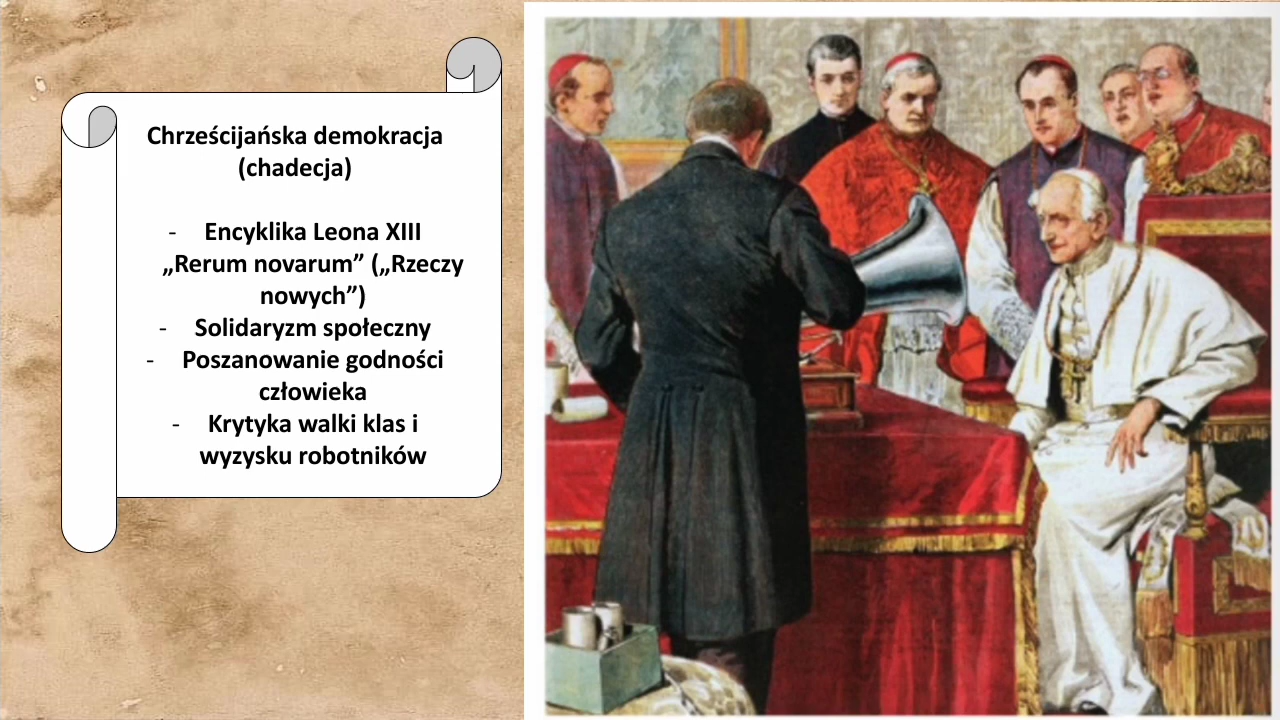 Chrześcijańska demokracja
(chadecja)
- Encyklika Leona XIII
„Rerum novarum” („Rzeczy
nowych”)
- Solidaryzm społeczny
- Poszanowanie godności
człowieka
- Krytyka walki klas i
wyzysku robotników